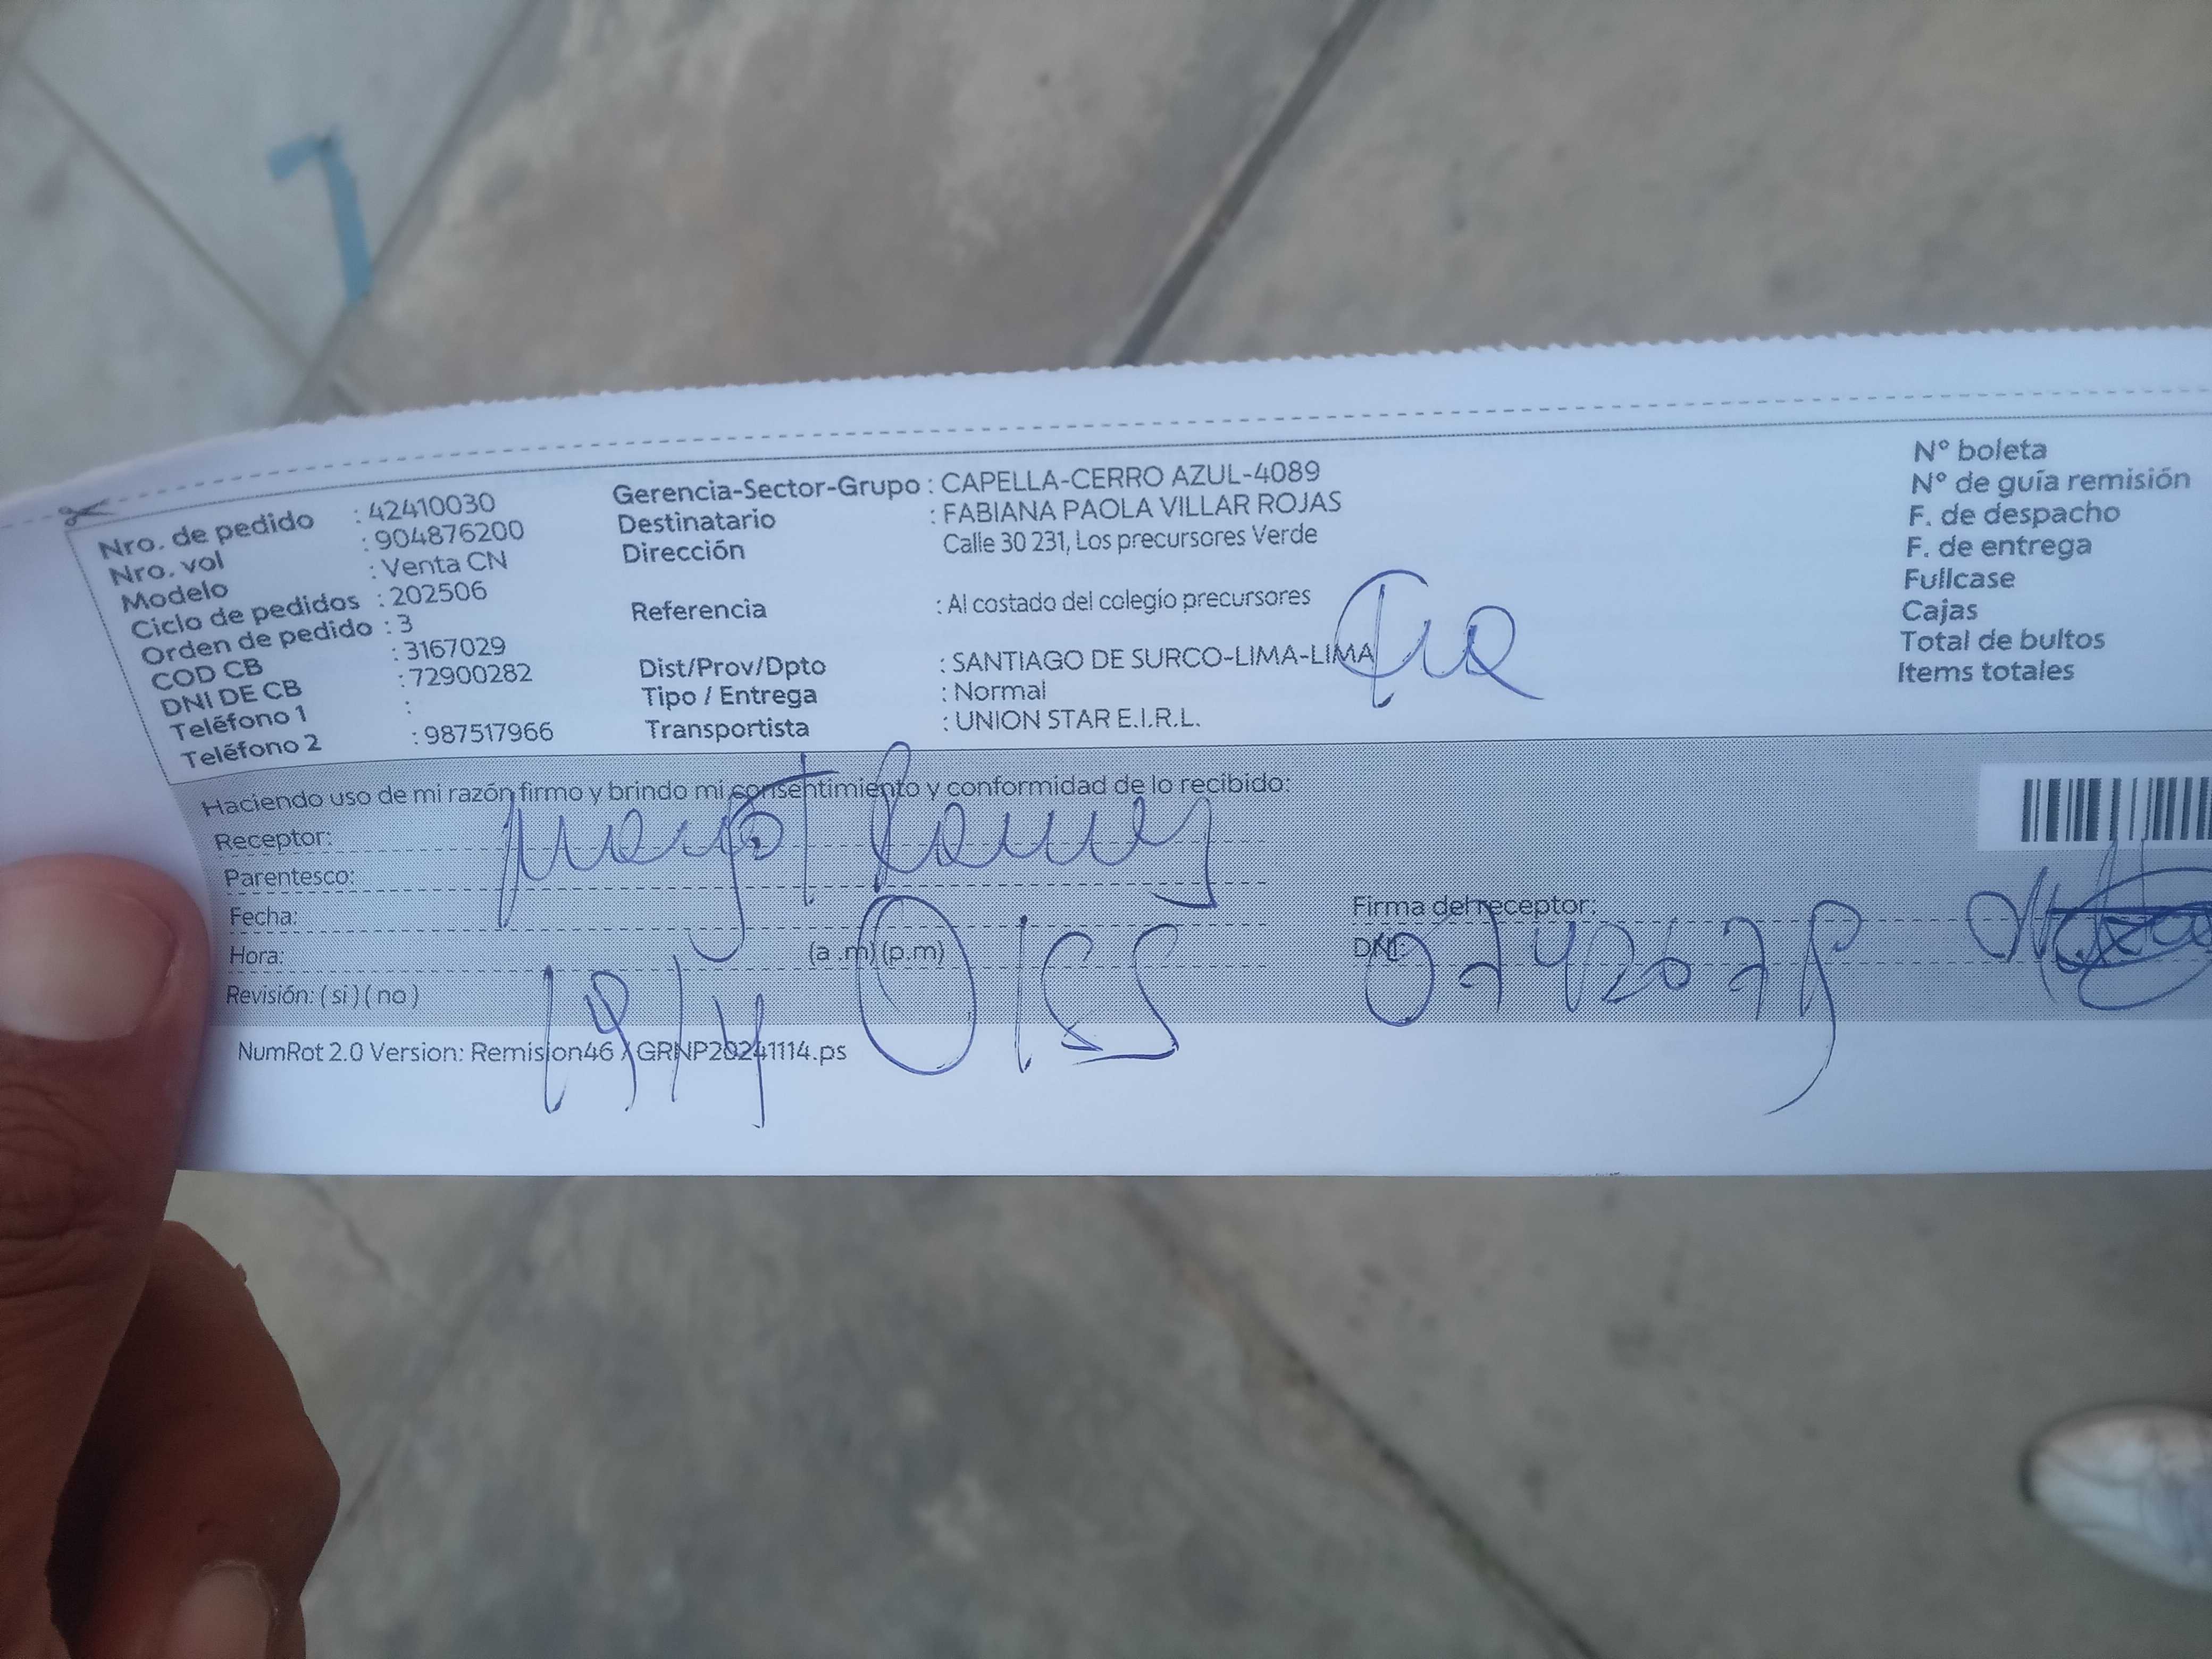 Nro. de pedido : 42410030
Nro. vol : 904876200
Modelo : Venta CN
Ciclo de pedidos : 202506
Orden de pedido : 3
COD CB : 3167029
DNI DE CB : 72900282
Teléfono 1 :
Teléfono 2 : 987517966
Gerencia-Sector-Grupo : CAPELLA-CERRO AZUL-4089
Destinatario : FABIANA PAOLA VILLAR ROJAS
Dirección Calle 30 231, Los precursores Verde
Referencia : Al costado del colegio precursores
Dist/Prov/Dpto : SANTIAGO DE SURCO-LIMA-LIMA
Tipo / Entrega : Normal
Transportista : UNION STAR E.I.R.L.
N° boleta
N° de guía remisión
F. de despacho
F. de entrega
Fullcase
Cajas
Total de bultos
Items totales
Haciendo uso de mi razón firmo y brindo mi consentimiento y conformidad de lo recibido:
Receptor:
Parentesco:
Fecha:
Hora: (a .m) (p.m)
Revisión: ( si ) ( no )
Firma del receptor:
DNI:
19/4
NumRot 2.0 Version: Remision46 / GRNP20241114.ps